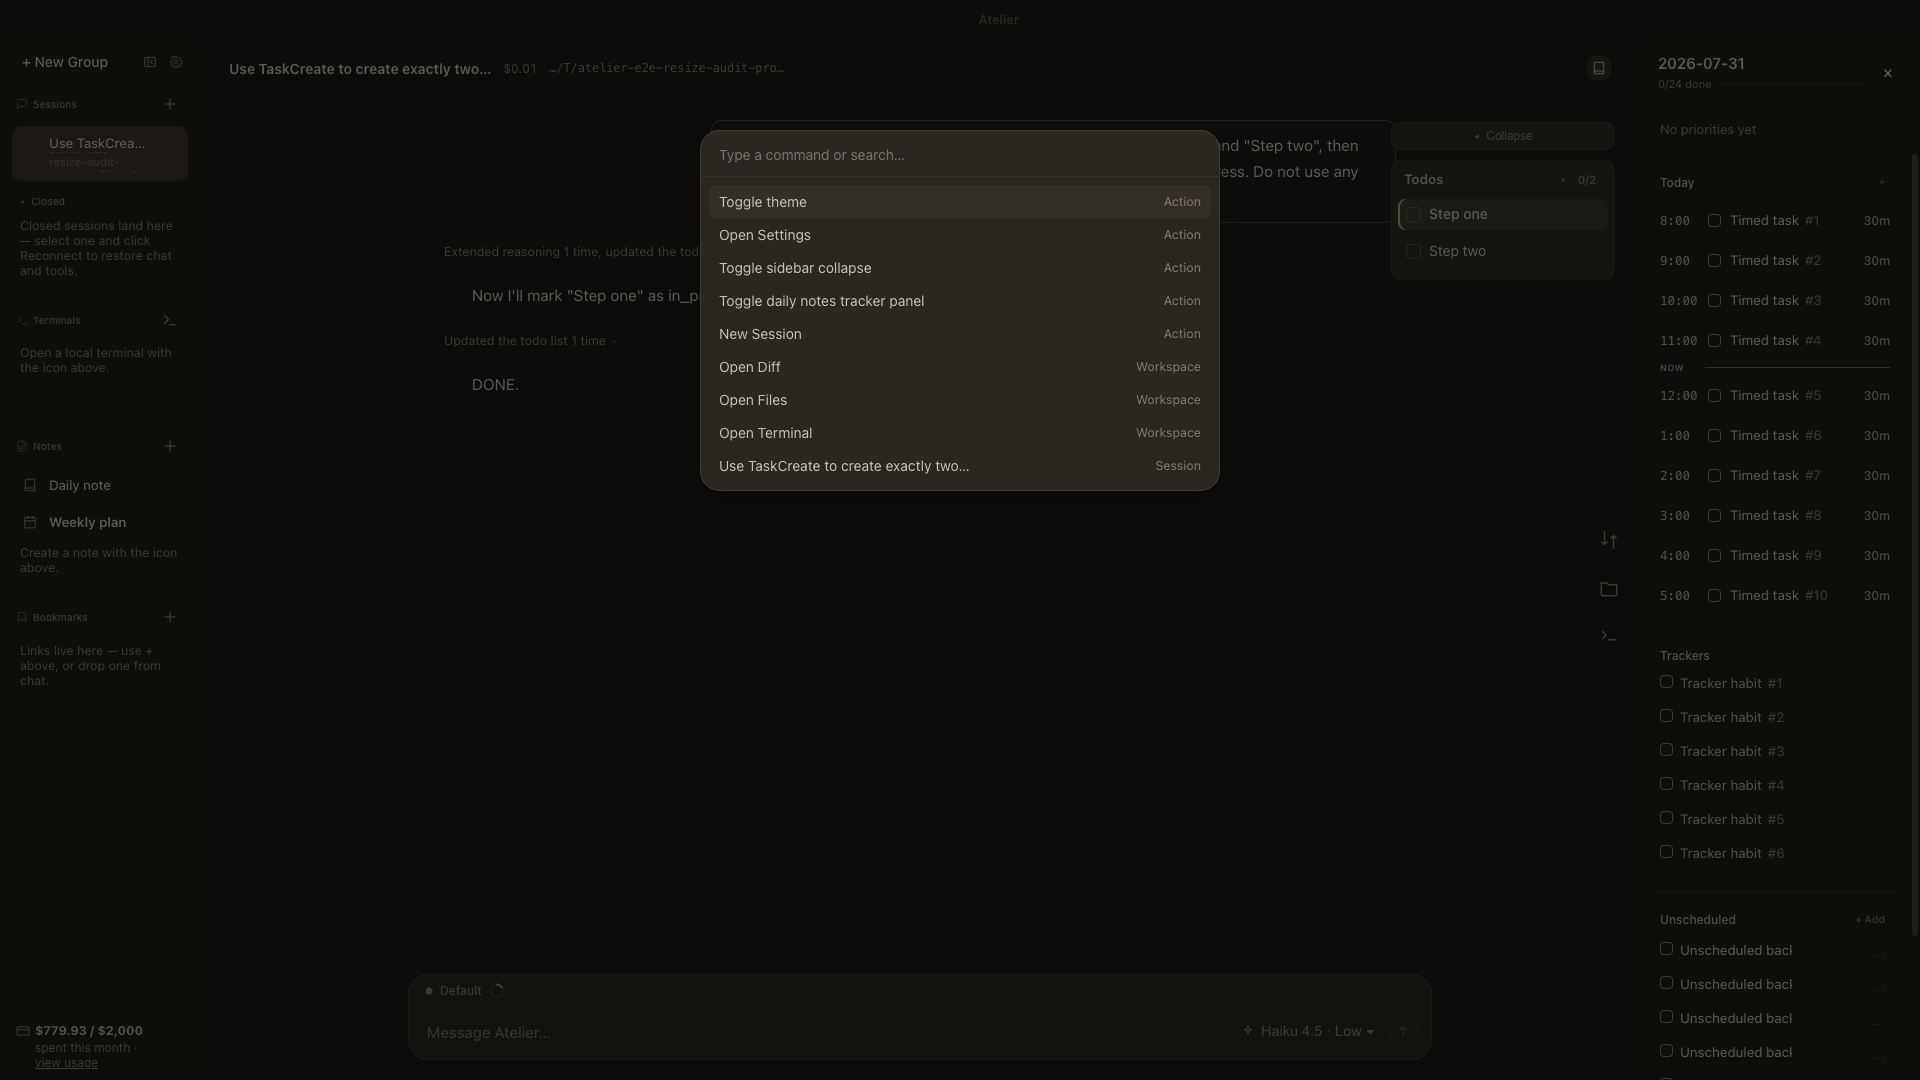 Atelier
+ New Group
Sessions
Use TaskCrea...
resize-audit-
Closed
Closed sessions land here
— select one and click
Reconnect to restore chat
and tools.
Terminals
Open a local terminal with
the icon above.
Notes
Daily note
Weekly plan
Create a note with the icon
above.
Bookmarks
Links live here — use +
above, or drop one from
chat.
$779.93 / $2,000
spent this month ·
view usage
Use TaskCreate to create exactly two... $0.01 …/T/atelier-e2e-resize-audit-pro…
"Step two", then
Do not use any
Extended reasoning 1 time, updated the
Now I'll mark "Step one" as
Updated the todo list 1 time
DONE.
Type a command or search...
Toggle theme Action
Open Settings Action
Toggle sidebar collapse Action
Toggle daily notes tracker panel Action
New Session Action
Open Diff Workspace
Open Files Workspace
Open Terminal Workspace
Use TaskCreate to create exactly two... Session
Collapse
Todos 0/2
Step one
Step two
Default
Message Atelier...
Haiku 4.5 · Low
2026-07-31
0/24 done
No priorities yet
Today +
8:00 Timed task #1 30m
9:00 Timed task #2 30m
10:00 Timed task #3 30m
11:00 Timed task #4 30m
NOW
12:00 Timed task #5 30m
1:00 Timed task #6 30m
2:00 Timed task #7 30m
3:00 Timed task #8 30m
4:00 Timed task #9 30m
5:00 Timed task #10 30m
Trackers
Tracker habit #1
Tracker habit #2
Tracker habit #3
Tracker habit #4
Tracker habit #5
Tracker habit #6
Unscheduled + Add
Unscheduled back ...
Unscheduled back ...
Unscheduled back ...
Unscheduled back ...